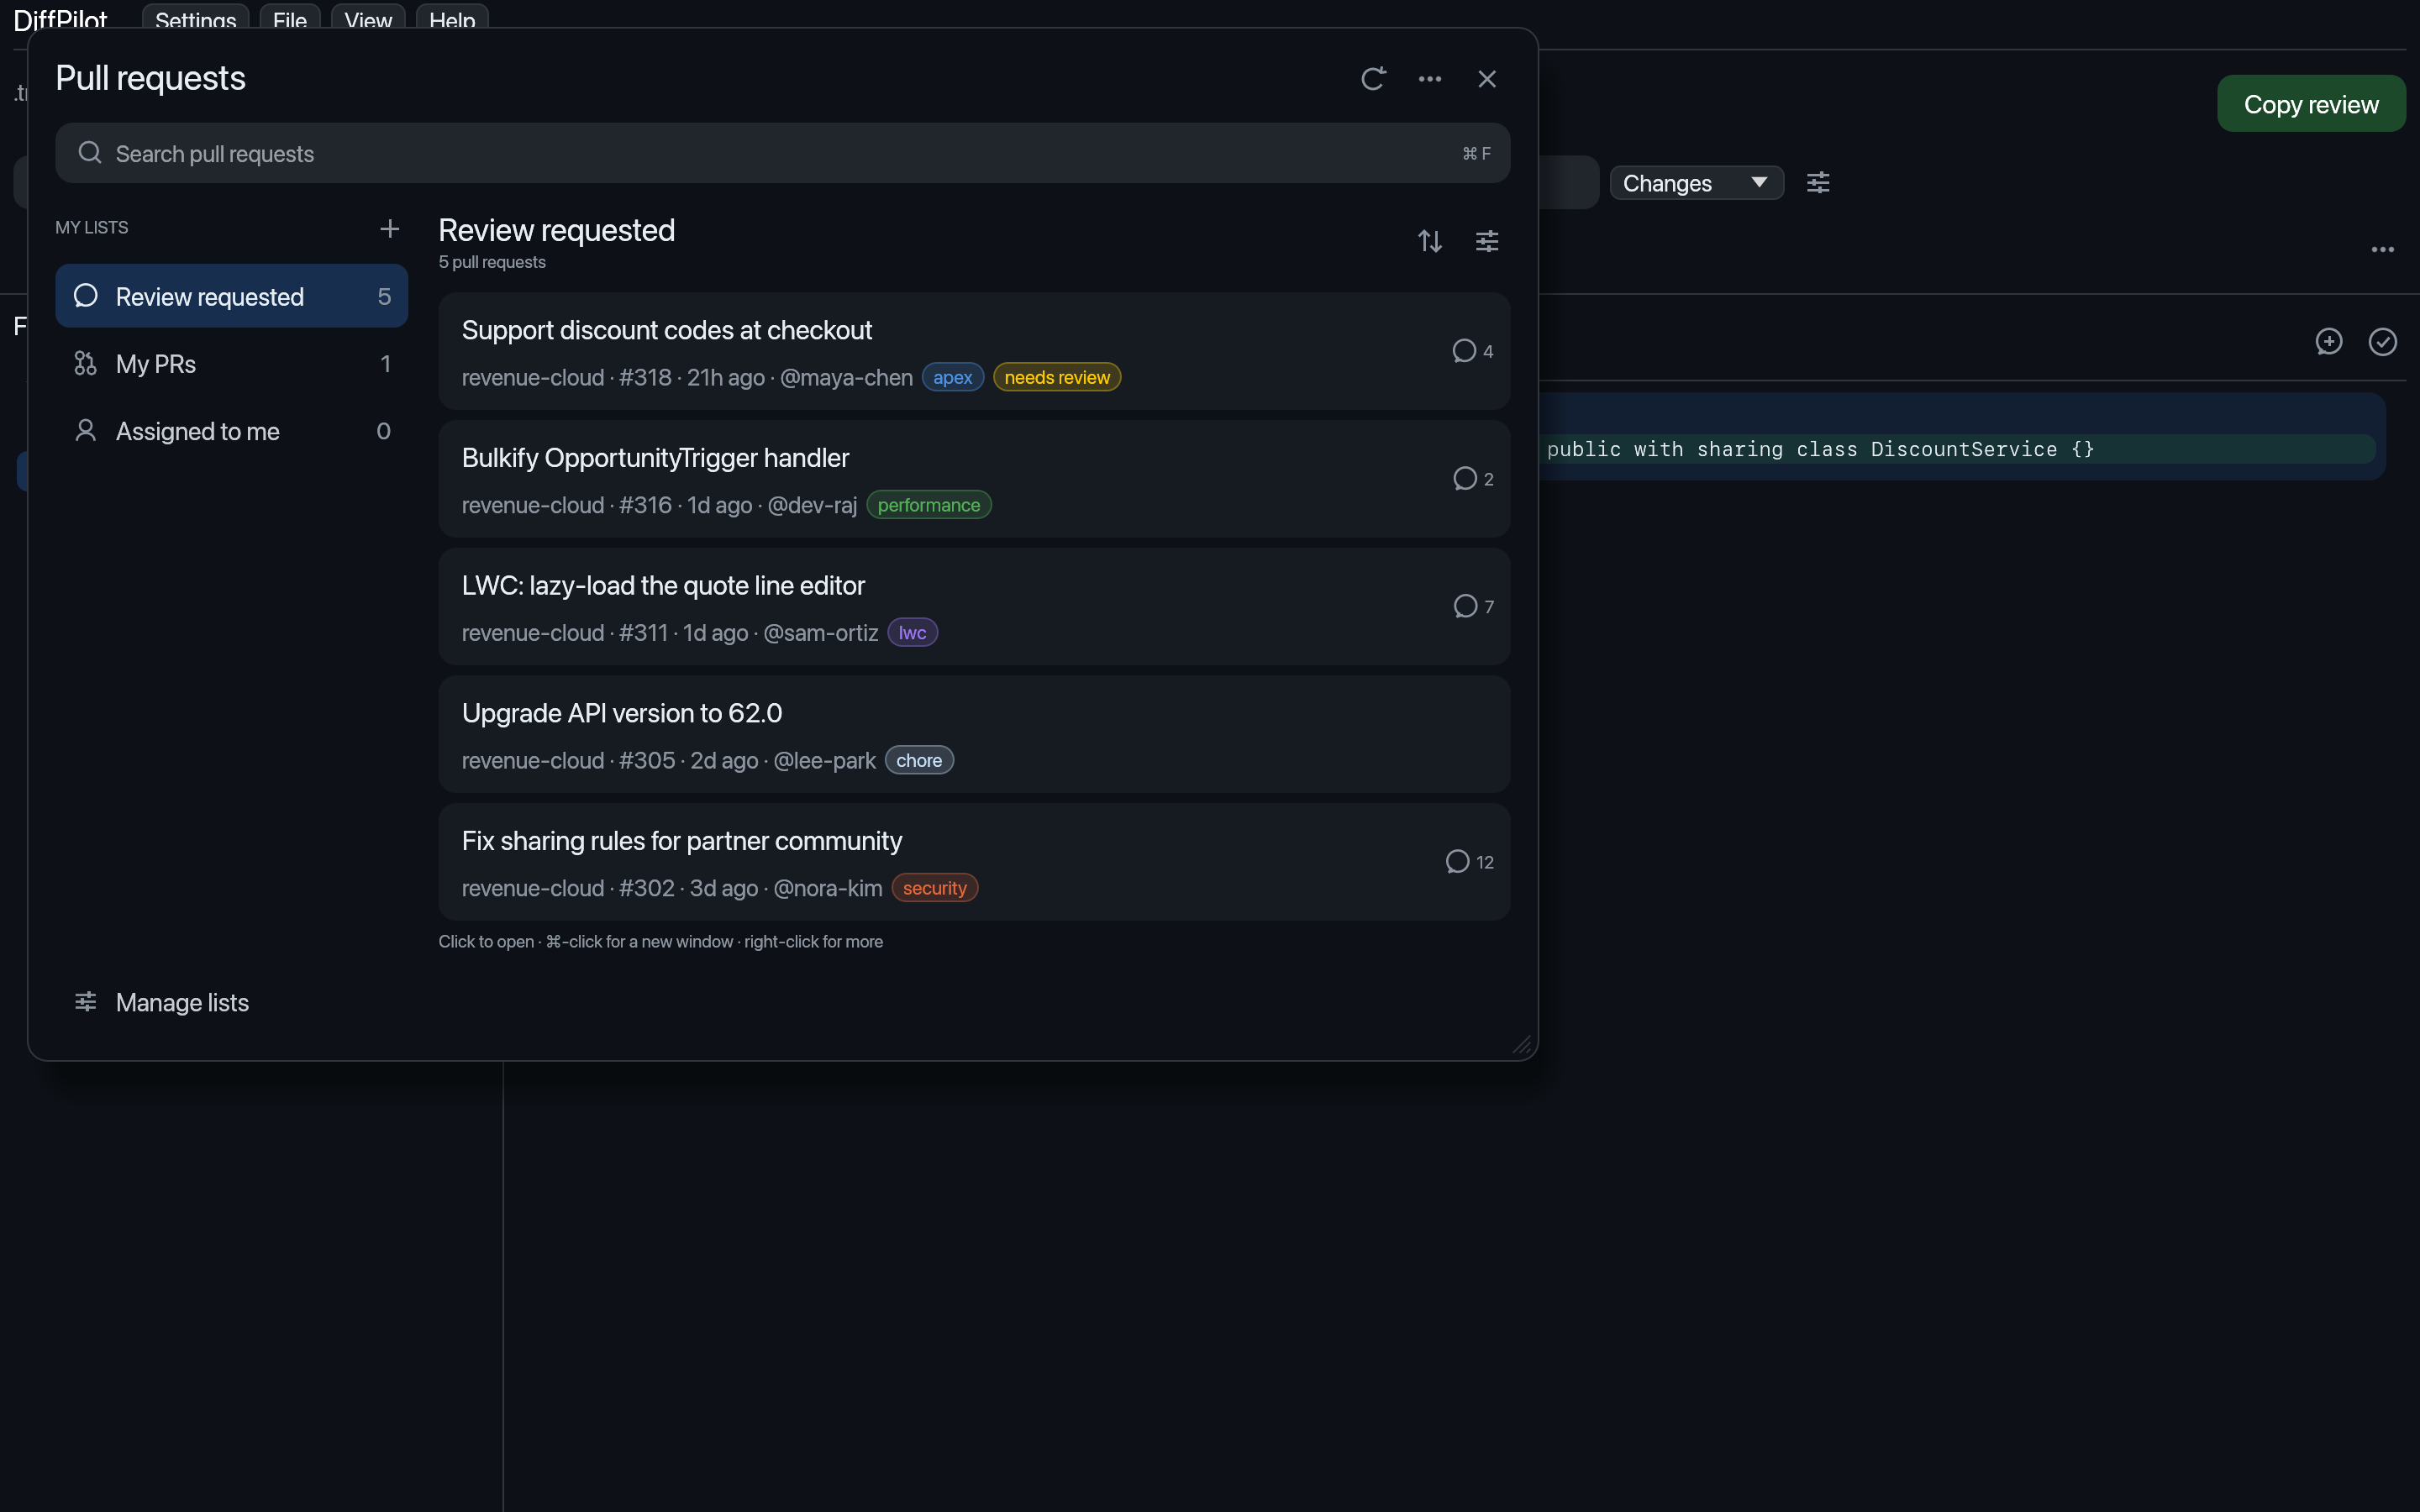 DiffPilot Settings File View Help
Pull requests
Copy review
Search pull requests ⌘ F
Changes
MY LISTS
Review requested 5
My PRs 1
Assigned to me 0
Manage lists
Review requested
5 pull requests
Support discount codes at checkout
revenue-cloud · #318 · 21h ago · @maya-chen apex needs review
4
Bulkify OpportunityTrigger handler
revenue-cloud · #316 · 1d ago · @dev-raj performance
2
LWC: lazy-load the quote line editor
revenue-cloud · #311 · 1d ago · @sam-ortiz lwc
7
Upgrade API version to 62.0
revenue-cloud · #305 · 2d ago · @lee-park chore
Fix sharing rules for partner community
revenue-cloud · #302 · 3d ago · @nora-kim security
12
Click to open · ⌘-click for a new window · right-click for more
public with sharing class DiscountService {}